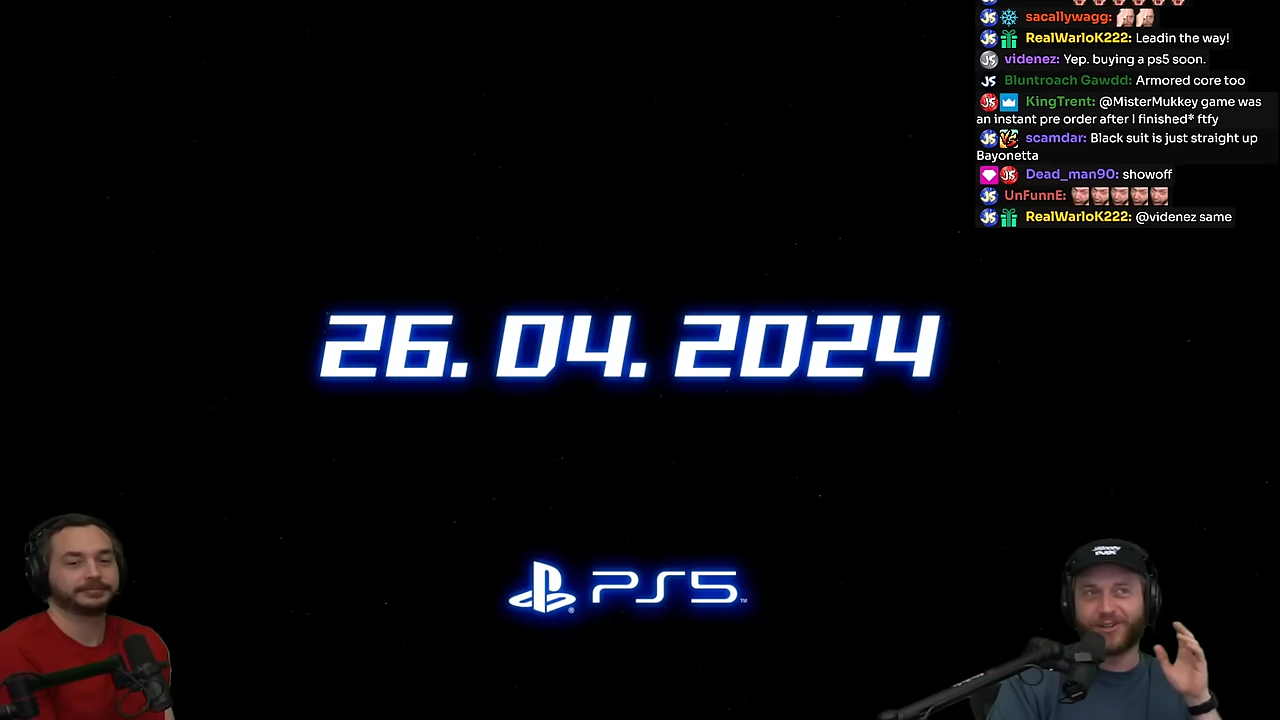 sacallywagg:
RealWarloK222: Leadin the way!
videnez: Yep. buying a ps5 soon.
Bluntroach Gawdd: Armored core too
KingTrent: @MisterMukkey game was
an instant pre order after I finished* ftfy
scamdar: Black suit is just straight up
Bayonetta
Dead_man90: showoff
UnFunnE:
RealWarloK222: @videnez same
26. 04. 2024
PS5